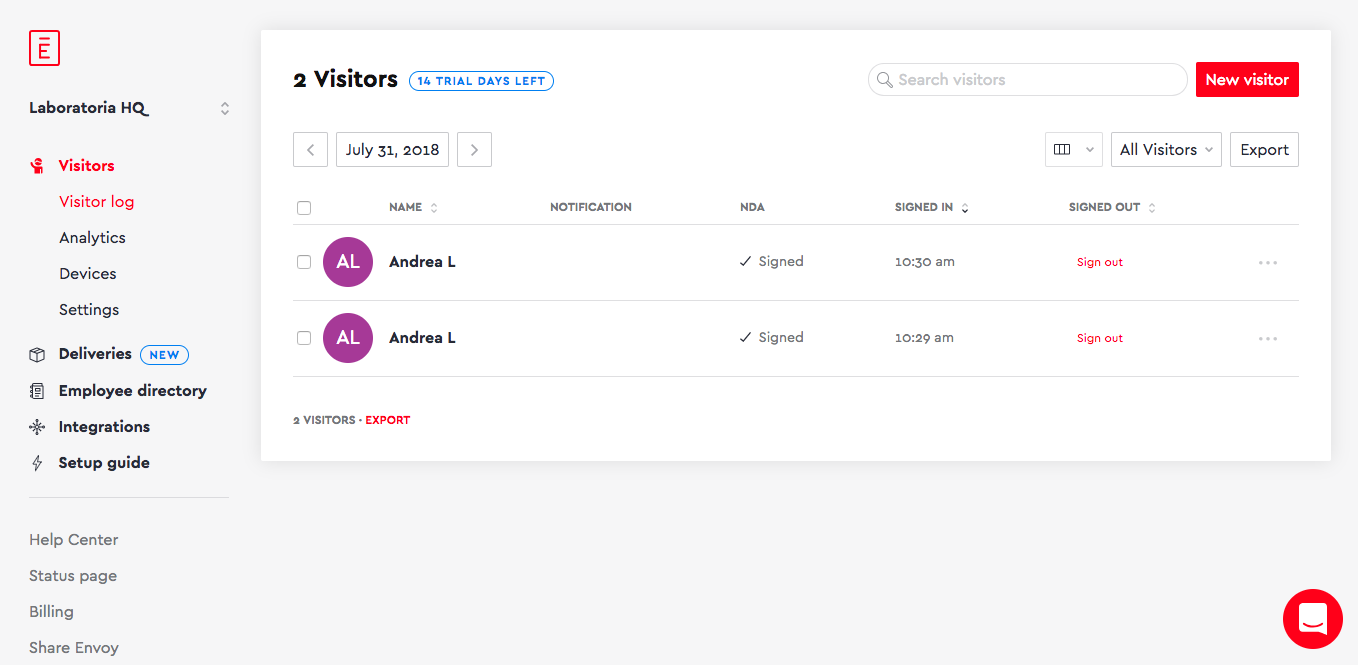 E
Laboratoria HQ
Visitors
Visitor log
Analytics
Devices
Settings
Deliveries NEW
Employee directory
Integrations
Setup guide
Help Center
Status page
Billing
Share Envoy
2 Visitors 14 TRIAL DAYS LEFT
Search visitors
New visitor
July 31, 2018
All Visitors
Export
NAME NOTIFICATION NDA SIGNED IN SIGNED OUT
AL Andrea L Signed 10:30 am Sign out
AL Andrea L Signed 10:29 am Sign out
2 VISITORS · EXPORT